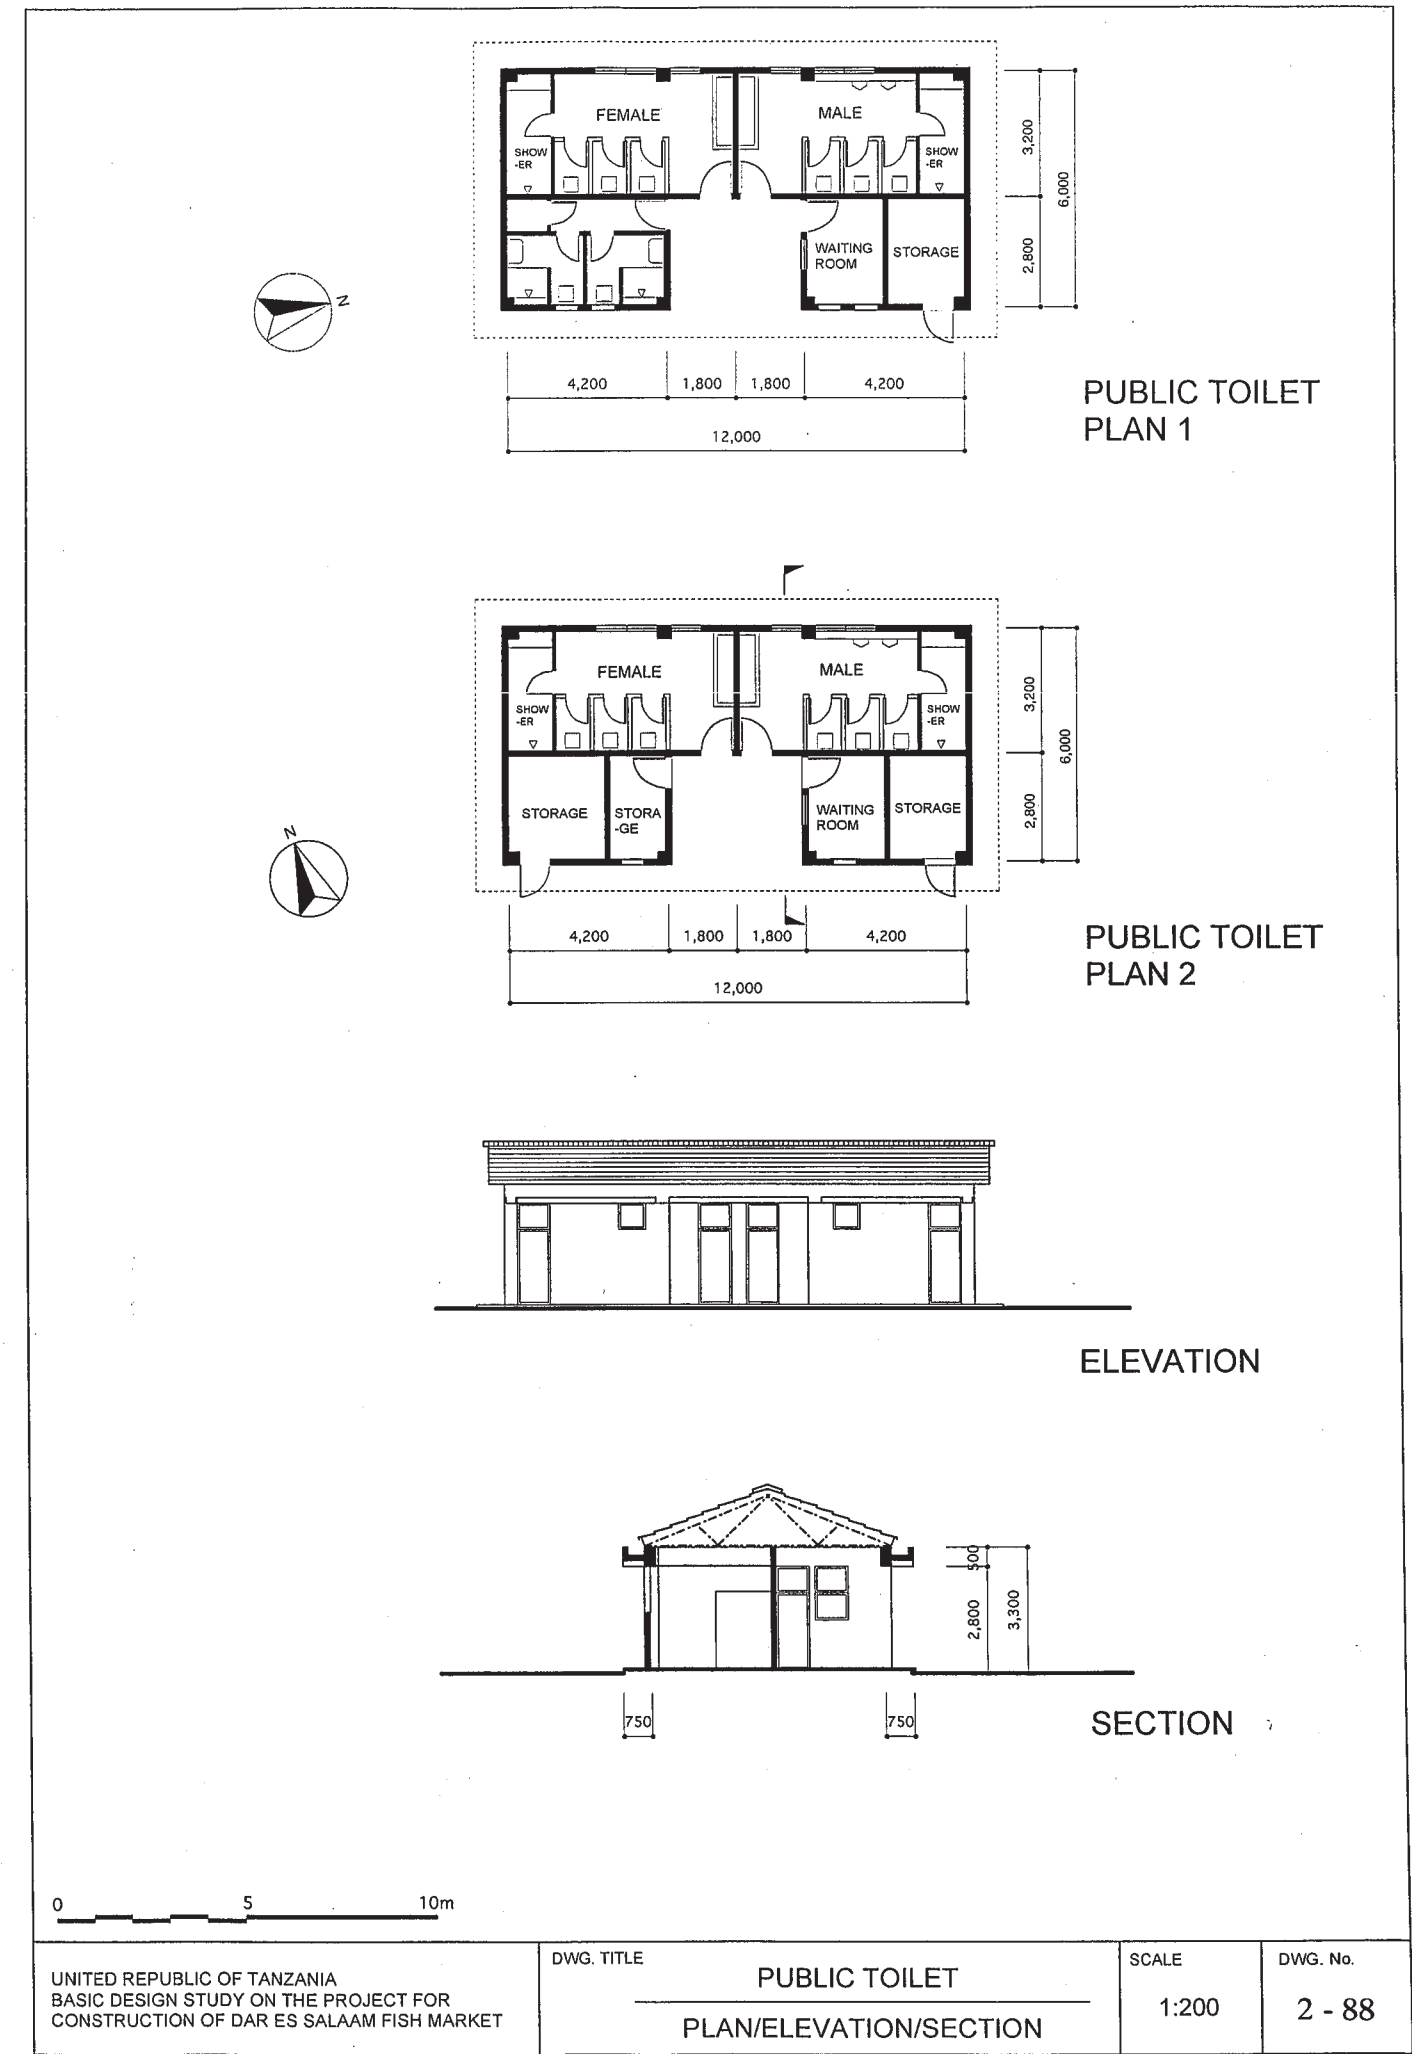 FEMALE
MALE
SHOW
-ER
SHOW
-ER
WAITING
ROOM
STORAGE
3,200
2,800
6,000
N
4,200
1,800
1,800
4,200
12,000
PUBLIC TOILET
PLAN 1
FEMALE
MALE
SHOW
-ER
SHOW
-ER
STORAGE
STORA
-GE
WAITING
ROOM
STORAGE
3,200
2,800
6,000
N
4,200
1,800
1,800
4,200
12,000
PUBLIC TOILET
PLAN 2
ELEVATION
500
2,800
3,300
750
750
SECTION
0 5 10m
UNITED REPUBLIC OF TANZANIA
BASIC DESIGN STUDY ON THE PROJECT FOR
CONSTRUCTION OF DAR ES SALAAM FISH MARKET
DWG. TITLE
PUBLIC TOILET
PLAN/ELEVATION/SECTION
SCALE
1:200
DWG. No.
2 - 88